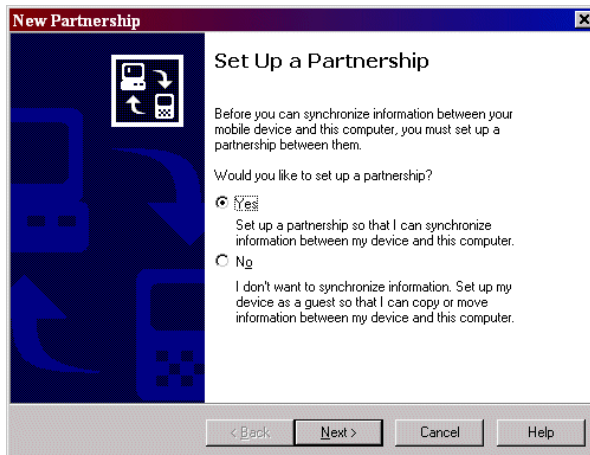 New Partnership
Set Up a Partnership
Before you can synchronize information between your
mobile device and this computer, you must set up a
partnership between them.
Would you like to set up a partnership?
Yes
Set up a partnership so that I can synchronize
information between my device and this computer.
No
I don't want to synchronize information. Set up my
device as a guest so that I can copy or move
information between my device and this computer.
< Back
Next >
Cancel
Help